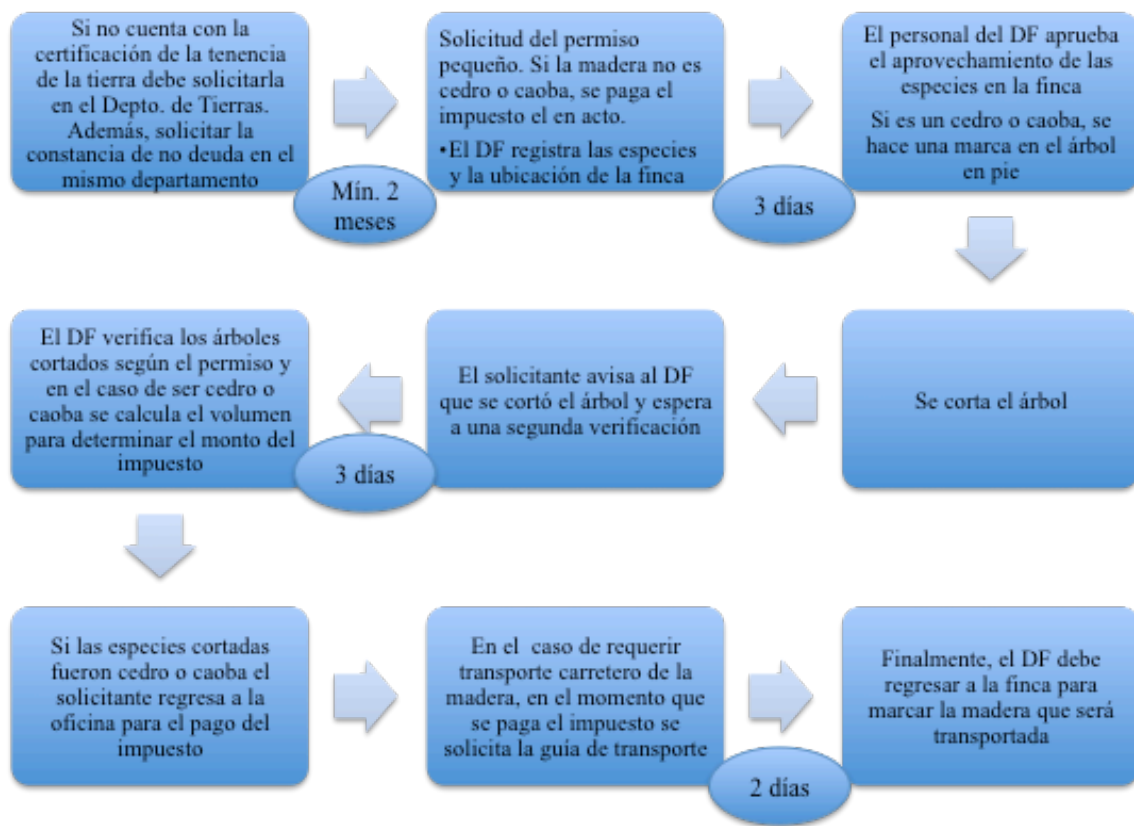 Si no cuenta con la
certificación de la tenencia
de la tierra debe solicitarla
en el Depto. de Tierras.
Además, solicitar la
constancia de no deuda en el
mismo departamento
Mín. 2
meses
Solicitud del permiso
pequeño. Si la madera no es
cedro o caoba, se paga el
impuesto el en acto.
•El DF registra las especies
y la ubicación de la finca
3 días
El personal del DF aprueba
el aprovechamiento de las
especies en la finca
Si es un cedro o caoba, se
hace una marca en el árbol
en pie
Se corta el árbol
El solicitante avisa al DF
que se cortó el árbol y espera
a una segunda verificación
3 días
El DF verifica los árboles
cortados según el permiso y
en el caso de ser cedro o
caoba se calcula el volumen
para determinar el monto del
impuesto
Si las especies cortadas
fueron cedro o caoba el
solicitante regresa a la
oficina para el pago del
impuesto
En el caso de requerir
transporte carretero de la
madera, en el momento que
se paga el impuesto se
solicita la guía de transporte
2 días
Finalmente, el DF debe
regresar a la finca para
marcar la madera que será
transportada